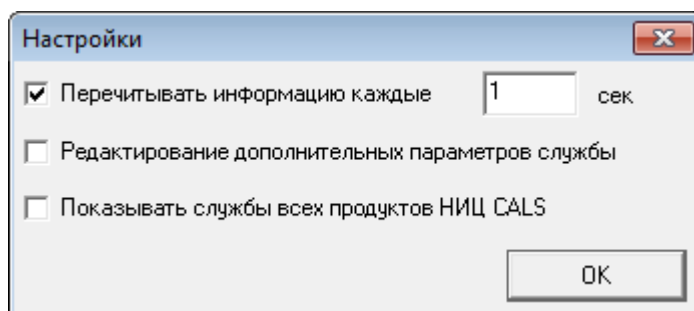 Настройки
Перечитывать информацию каждые 1 сек
Редактирование дополнительных параметров службы
Показывать службы всех продуктов НИЦ CALS
OK